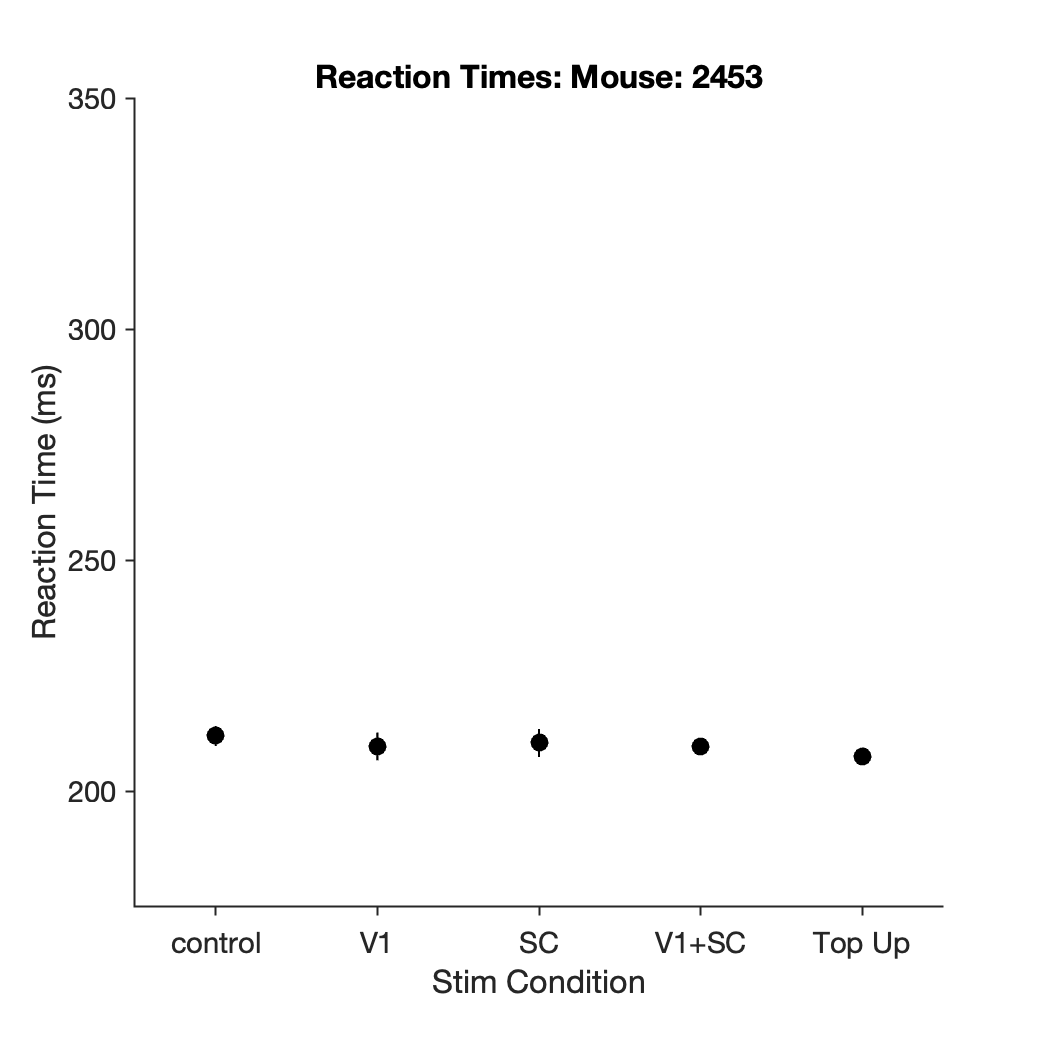 Reaction Times: Mouse: 2453
350
300
250
200
Reaction Time (ms)
control V1 SC V1+SC Top Up
Stim Condition